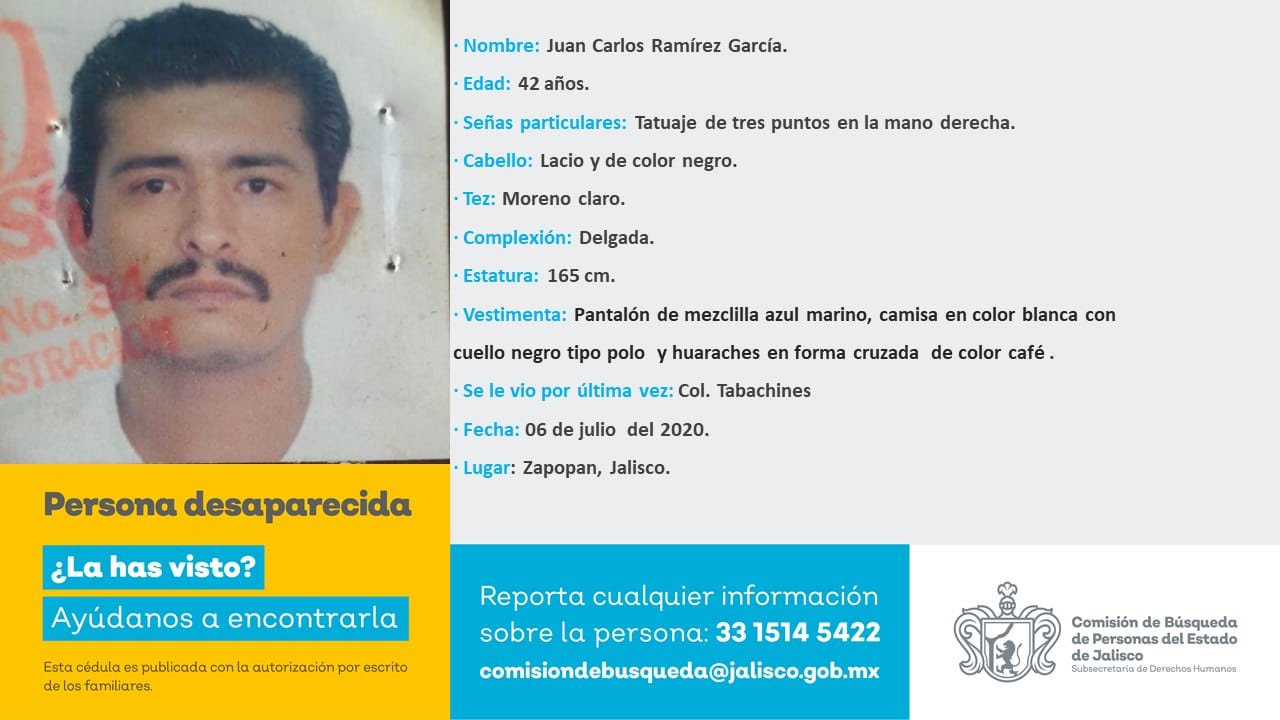 No. 34
· Nombre: Juan Carlos Ramírez García.
· Edad: 42 años.
· Señas particulares: Tatuaje de tres puntos en la mano derecha.
· Cabello: Lacio y de color negro.
· Tez: Moreno claro.
· Complexión: Delgada.
· Estatura: 165 cm.
· Vestimenta: Pantalón de mezclilla azul marino, camisa en color blanca con
cuello negro tipo polo y huaraches en forma cruzada de color café .
· Se le vio por última vez: Col. Tabachines
· Fecha: 06 de julio del 2020.
· Lugar: Zapopan, Jalisco.
Persona desaparecida
¿La has visto?
Ayúdanos a encontrarla
Esta cédula es publicada con la autorización por escrito
de los familiares.
Reporta cualquier información
sobre la persona: 33 1514 5422
comisiondebusqueda@jalisco.gob.mx
Comisión de Búsqueda
de Personas del Estado
de Jalisco
Subsecretaría de Derechos Humanos